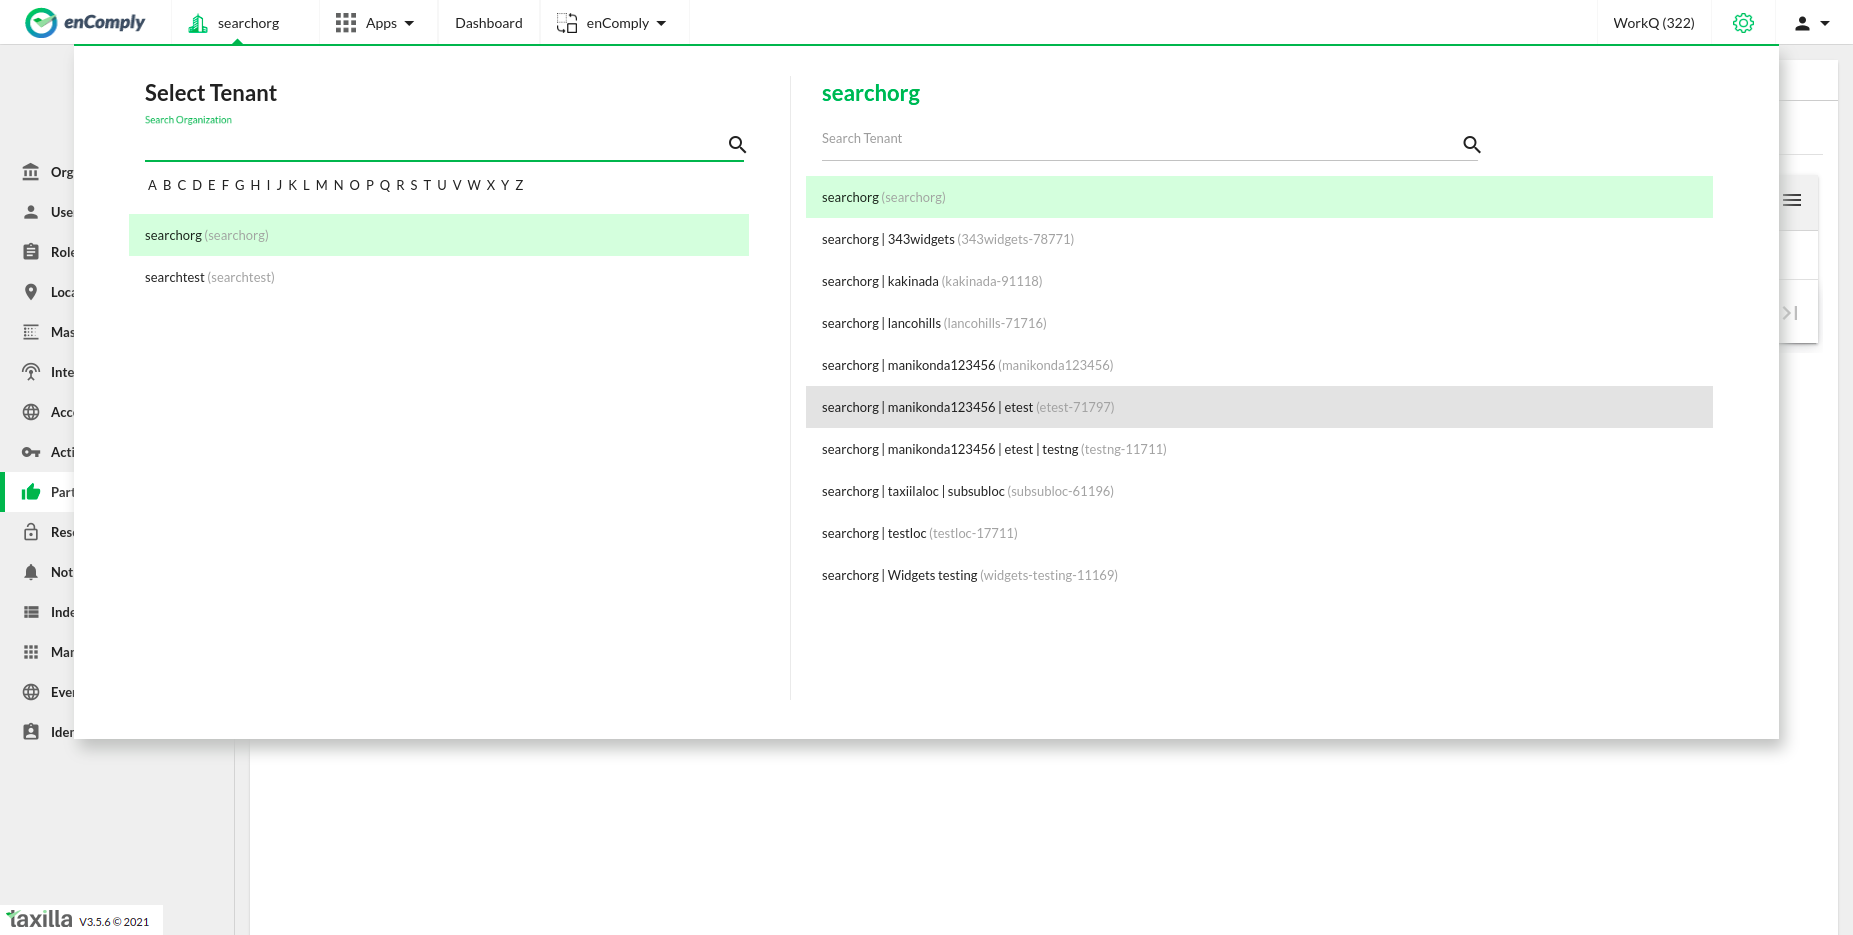 enComply searchorg Apps Dashboard enComply WorkQ (322)
Select Tenant
Search Organization
A B C D E F G H I J K L M N O P Q R S T U V W X Y Z
searchorg (searchorg)
searchtest (searchtest)
searchorg
Search Tenant
searchorg (searchorg)
searchorg | 343widgets (343widgets-78771)
searchorg | kakinada (kakinada-91118)
searchorg | lancohills (lancohills-71716)
searchorg | manikonda123456 (manikonda123456)
searchorg | manikonda123456 | etest (etest-71797)
searchorg | manikonda123456 | etest | testng (testng-11711)
searchorg | taxiilaloc | subsubloc (subsubloc-61196)
searchorg | testloc (testloc-17711)
searchorg | Widgets testing (widgets-testing-11169)
Org
Use
Role
Loca
Mas
Inte
Acc
Acti
Part
Rese
Not
Inde
Man
Ever
Iden
taxilla V3.5.6 © 2021